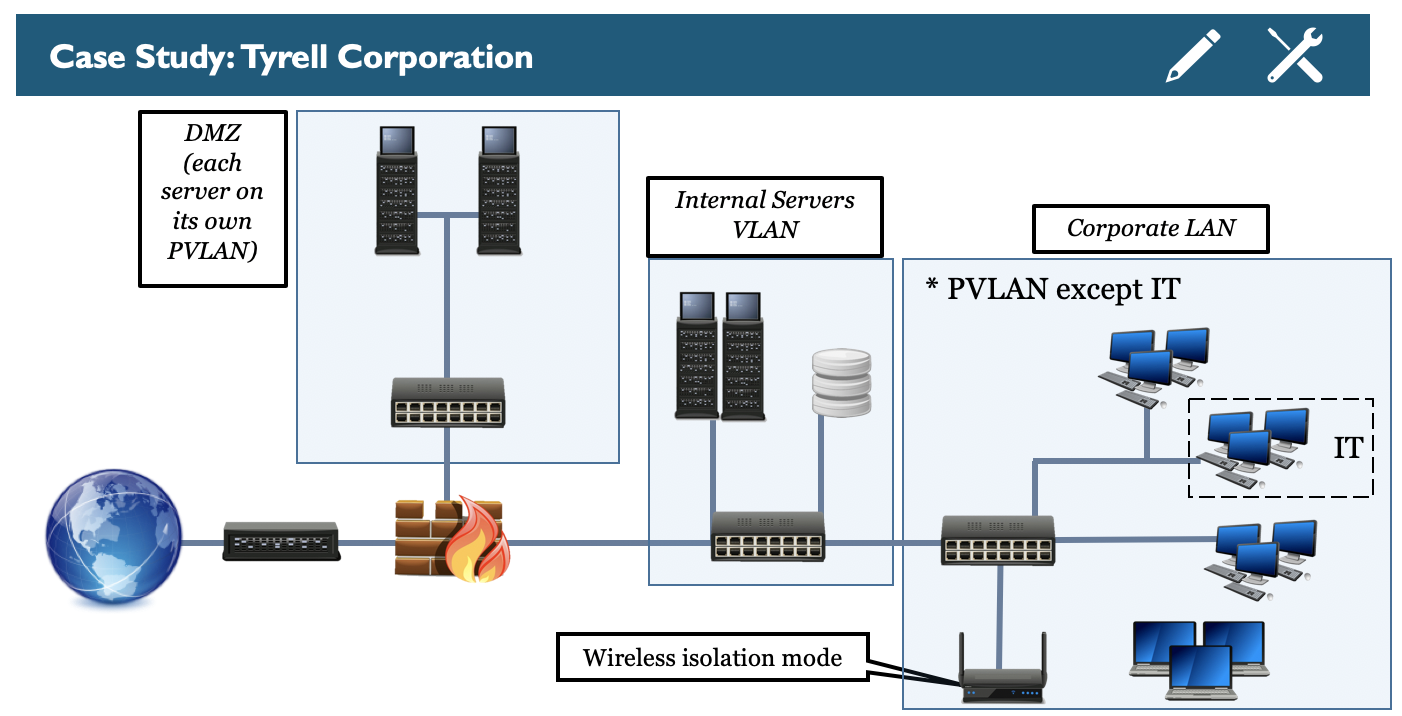 Case Study: Tyrell Corporation
DMZ
(each
server on
its own
PVLAN)
Internal Servers
VLAN
Corporate LAN
* PVLAN except IT
IT
Wireless isolation mode